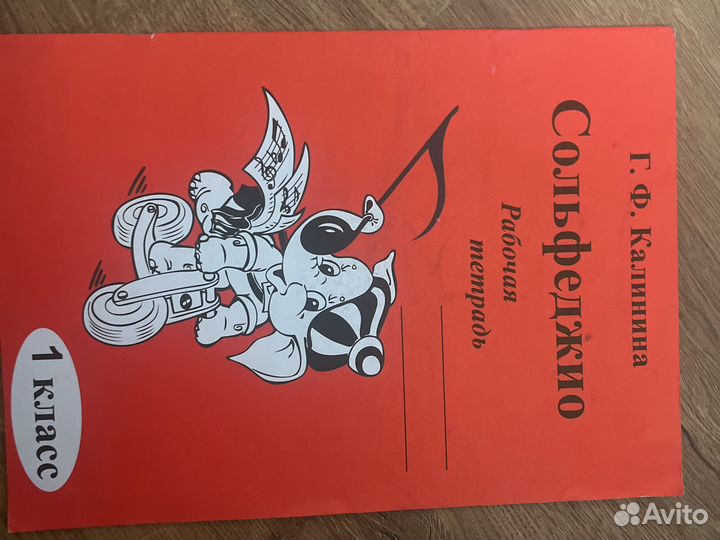 Г. Ф. Калинина
Сольфеджио
Рабочая
тетрадь
1 класс
Avito